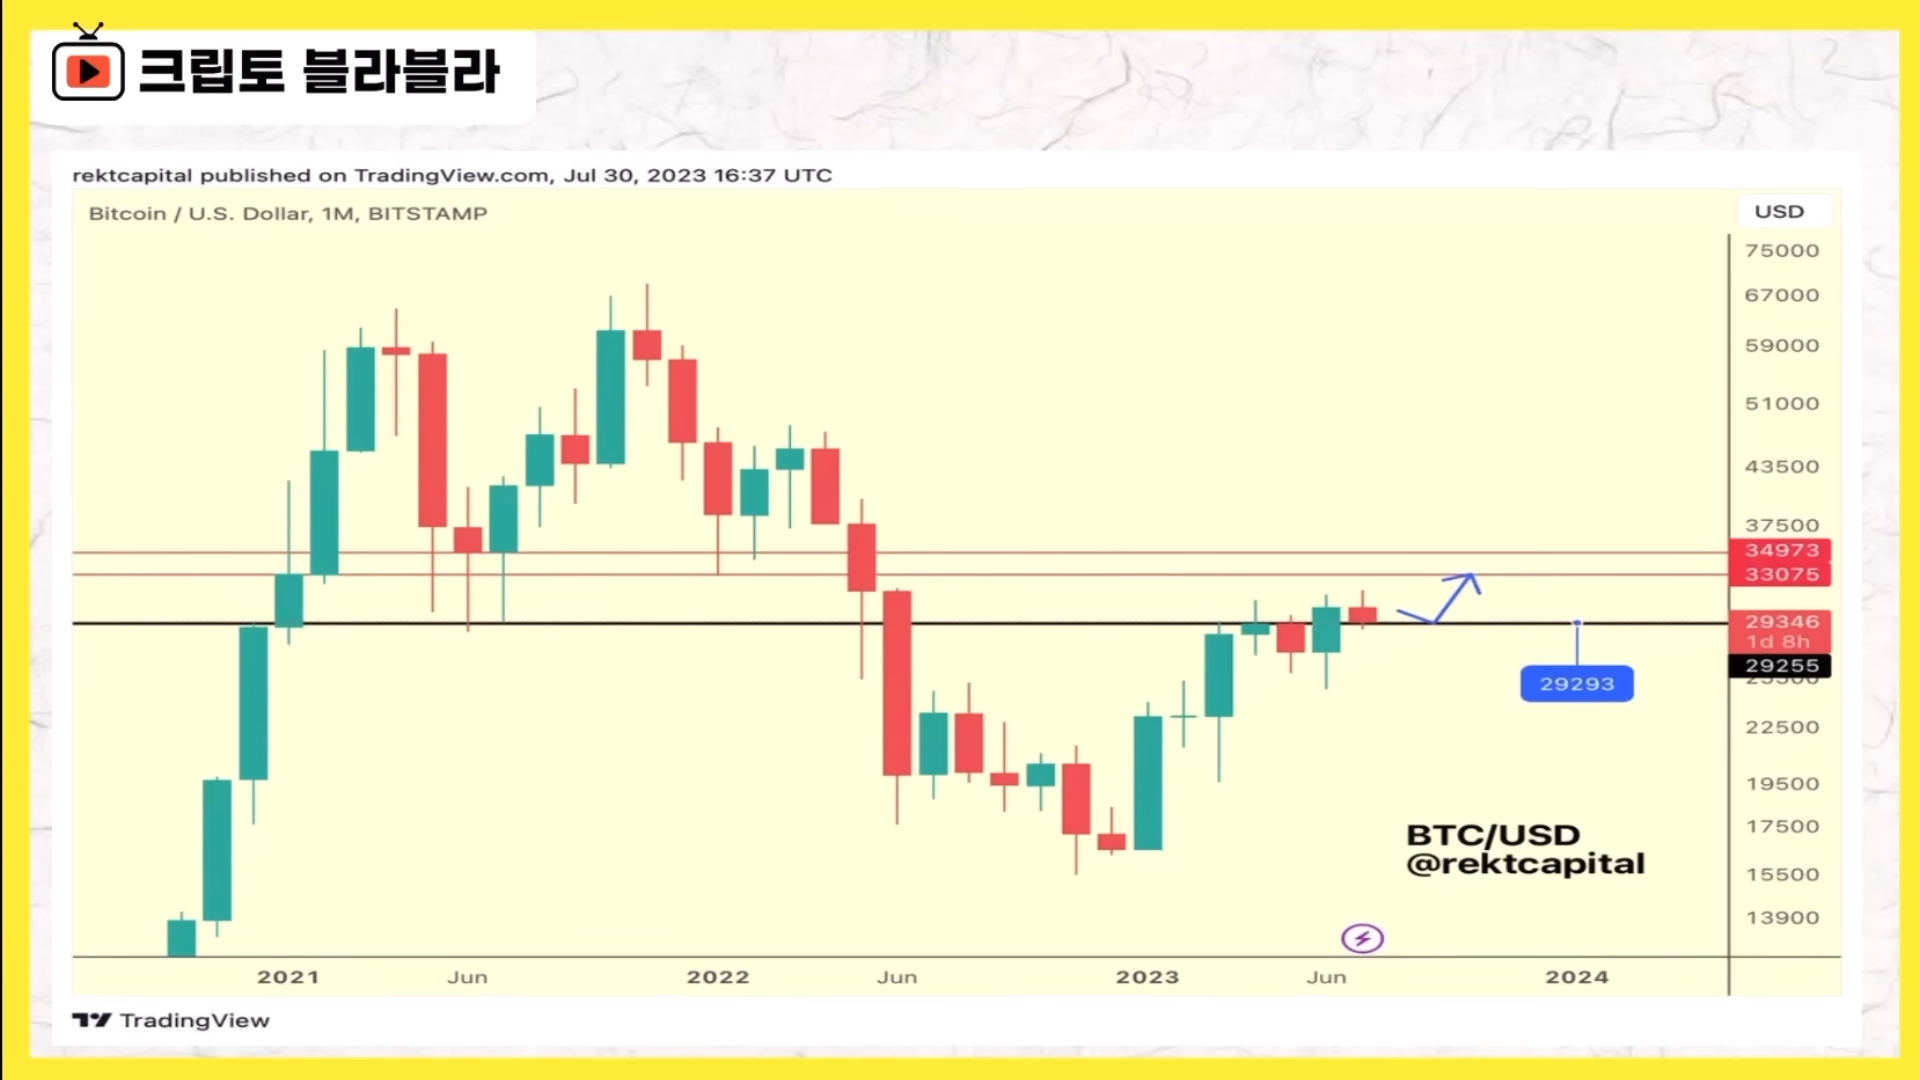 크립토 블라블라
rektcapital published on TradingView.com, Jul 30, 2023 16:37 UTC
Bitcoin / U.S. Dollar, 1M, BITSTAMP
USD
75000
67000
59000
51000
43500
37500
34973
33075
29346
1d 8h
29255
29293
22500
19500
17500
15500
13900
BTC/USD
@rektcapital
2021 Jun 2022 Jun 2023 Jun 2024
TradingView